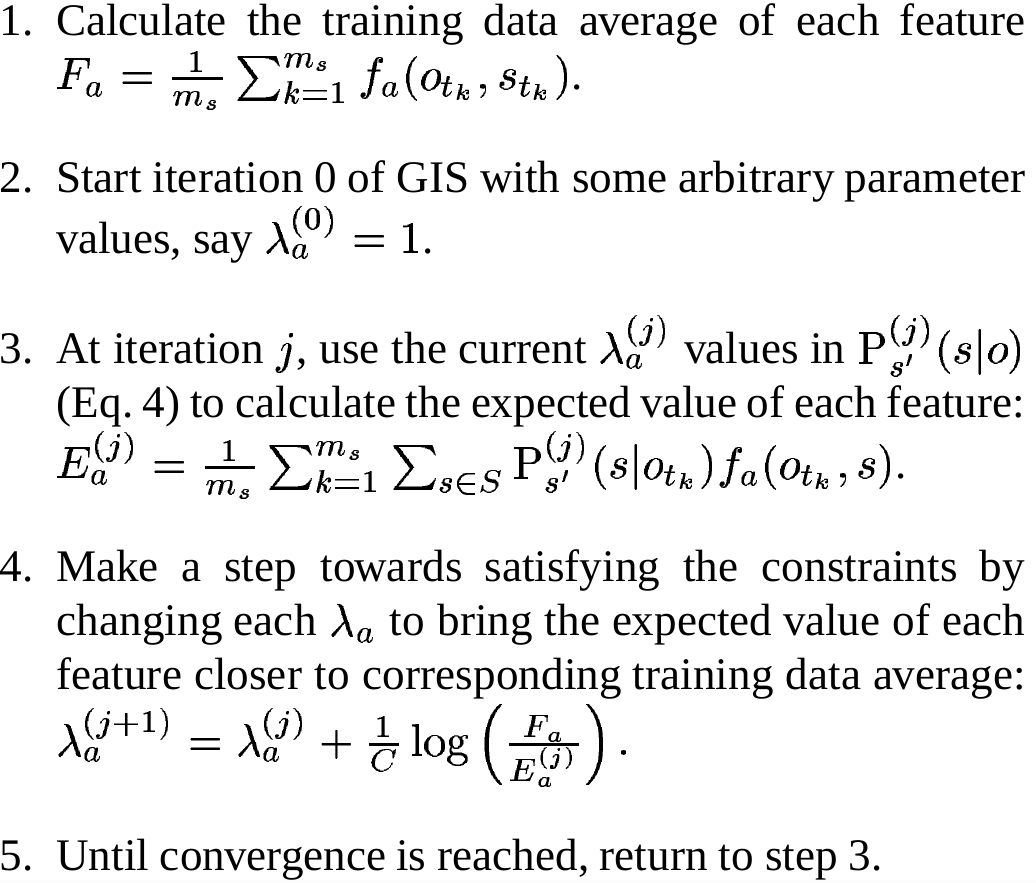 1. Calculate the training data average of each feature
$F_a = \frac{1}{m_s} \sum_{k=1}^{m_s} f_a(o_{t_k}, s_{t_k})$.
2. Start iteration 0 of GIS with some arbitrary parameter
values, say $\lambda_a^{(0)} = 1$.
3. At iteration $j$, use the current $\lambda_a^{(j)}$ values in $\mathrm{P}_{s'}^{(j)}(s|o)$
(Eq. 4) to calculate the expected value of each feature:
$E_a^{(j)} = \frac{1}{m_s} \sum_{k=1}^{m_s} \sum_{s \in S} \mathrm{P}_{s'}^{(j)}(s|o_{t_k}) f_a(o_{t_k}, s)$.
4. Make a step towards satisfying the constraints by
changing each $\lambda_a$ to bring the expected value of each
feature closer to corresponding training data average:
$\lambda_a^{(j+1)} = \lambda_a^{(j)} + \frac{1}{C} \log \left( \frac{F_a}{E_a^{(j)}} \right)$.
5. Until convergence is reached, return to step 3.